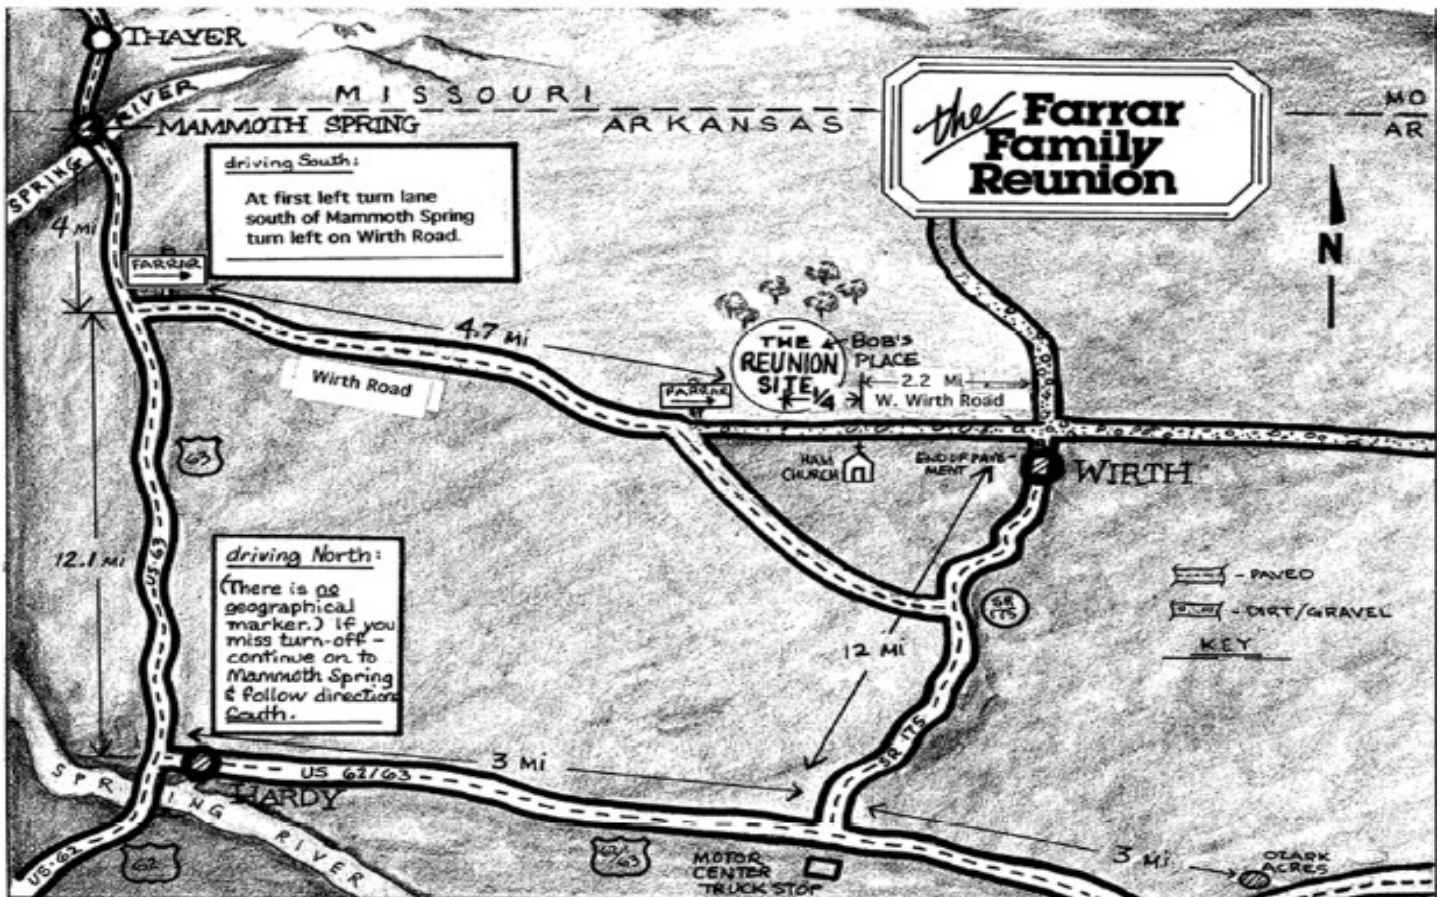 THAYER
RIVER
SPRING
MISSOURI
ARKANSAS
MO
AR
MAMMOTH SPRING
the Farrar
Family
Reunion
driving South:
At first left turn lane
south of Mammoth Spring
turn left on Wirth Road.
4 Mi
FARRAR
N
4.7 Mi
THE
REUNION
SITE
BOB'S
PLACE
1/4
2.2 Mi
W. Wirth Road
Wirth Road
FARRAR
63
HAM
CHURCH
END OF PAVE-
MENT
WIRTH
12.1 Mi
US 63
driving North:
(There is no
geographical
marker.) If you
miss turn-off -
continue on to
Mammoth Spring
& follow directions
South.
- PAVED
- DIRT/GRAVEL
KEY
SR
175
12 Mi
SR 175
3 Mi
US 62/63
HARDY
SPRING RIVER
US-62
62
62/
63
MOTOR
CENTER
TRUCK STOP
3 Mi
OZARK
ACRES